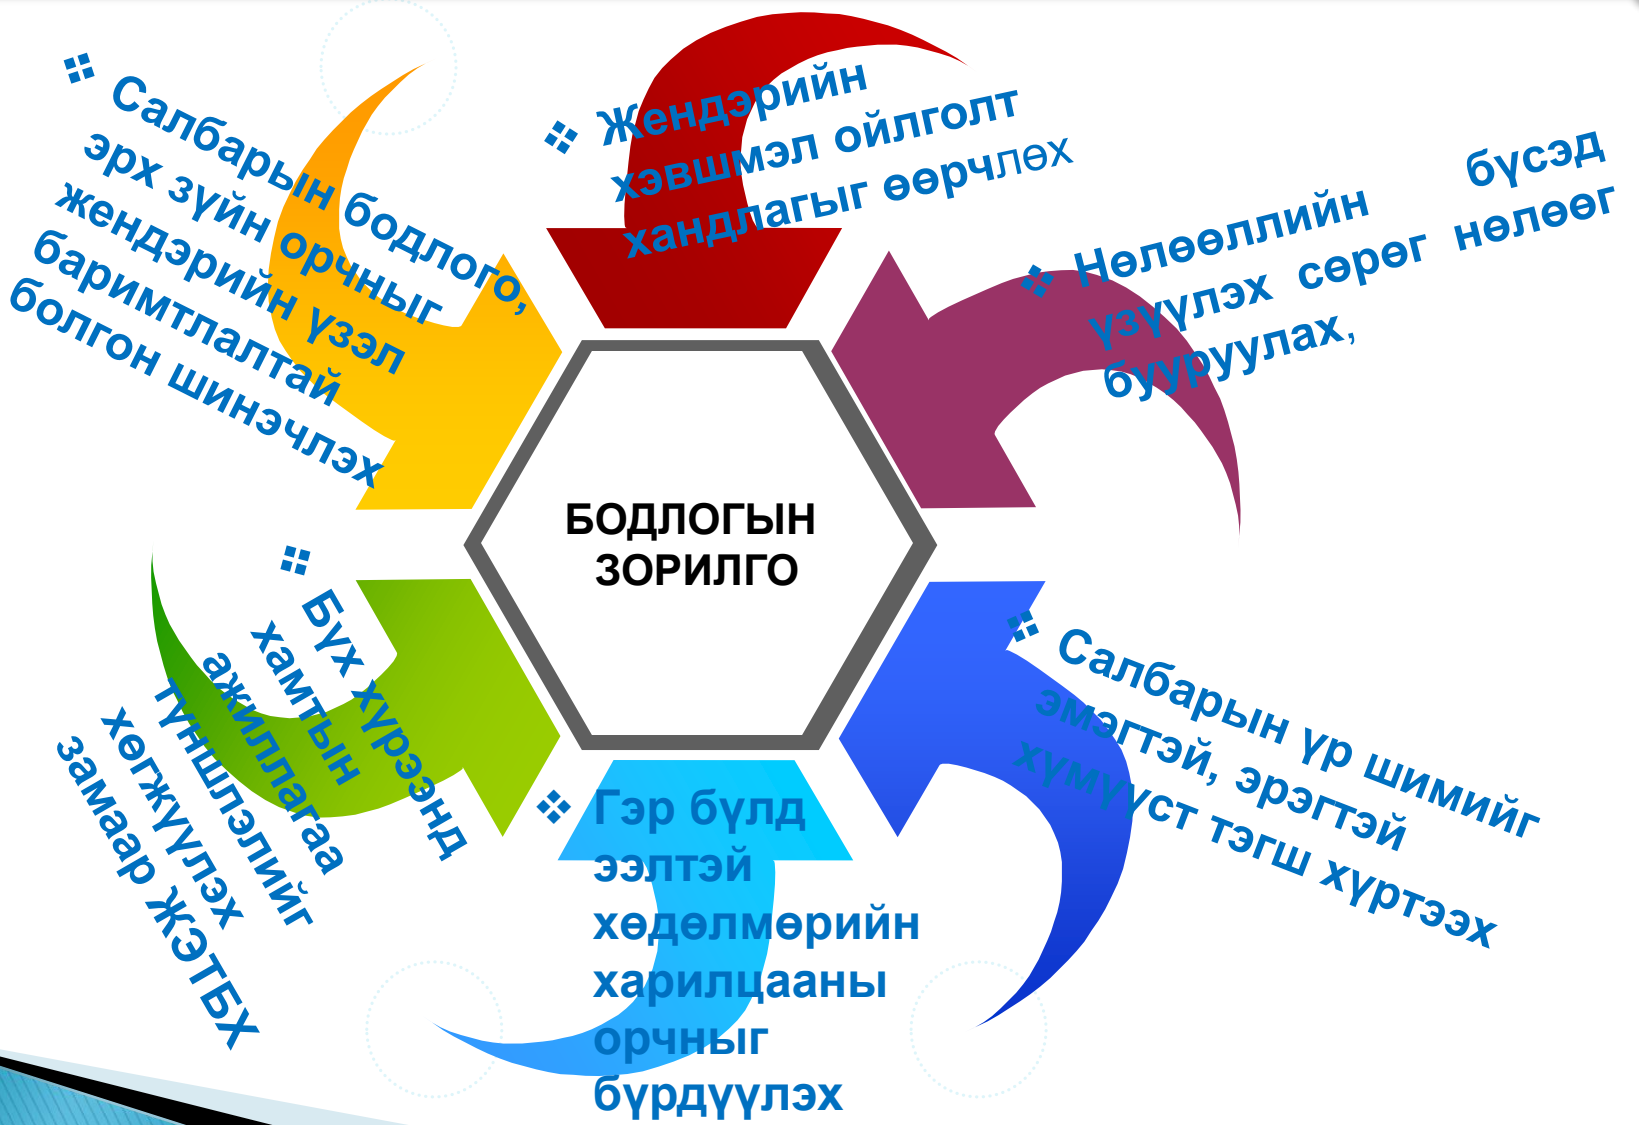 Салбарын бодлого,
эрх зүйн орчныг
жендэрийн үзэл
баримтлалтай
болгон шинэчлэх
Жендэрийн
хэвшмэл ойлголт
хандлагыг өөрчлөх
Нөлөөллийн бүсэд
үзүүлэх сөрөг нөлөөг
бууруулах,
БОДЛОГЫН
ЗОРИЛГО
Бүх хүрээнд
хамтын
ажиллагаа
түншлэлийг
хөгжүүлэх
замаар ЖЭТБХ
Гэр бүлд
ээлтэй
хөдөлмөрийн
харилцааны
орчныг
бүрдүүлэх
Салбарын үр шимийг
эмэгтэй, эрэгтэй
хүмүүст тэгш хүртээх